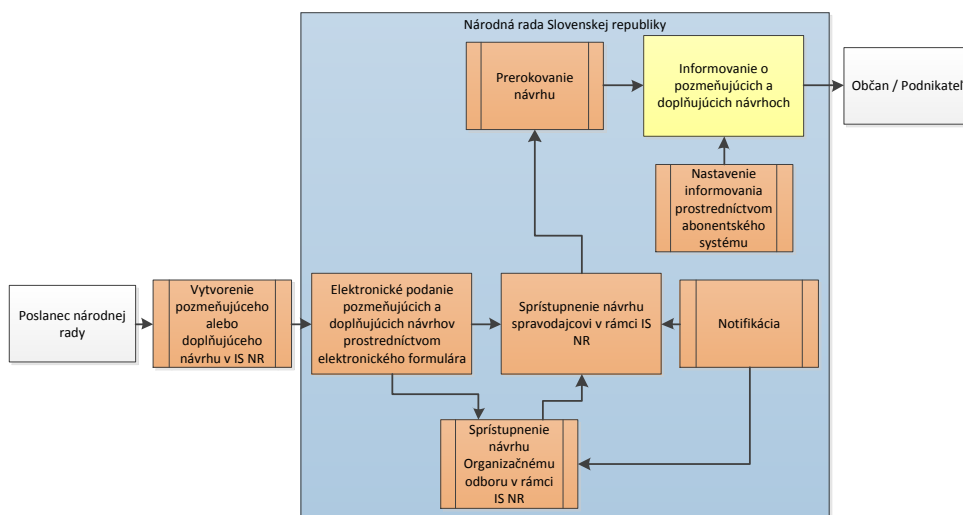 Národná rada Slovenskej republiky
Prerokovanie
návrhu
Informovanie o
pozmeňujúcich a
doplňujúcich návrhoch
Občan / Podnikateľ
Nastavenie
informovania
prostredníctvom
abonentského
systému
Poslanec národnej
rady
Vytvorenie
pozmeňujúceho
alebo
doplňujúceho
návrhu v IS NR
Elektronické podanie
pozmeňujúcich a
doplňujúcich návrhov
prostredníctvom
elektronického formulára
Sprístupnenie návrhu
spravodajcovi v rámci IS
NR
Notifikácia
Sprístupnenie
návrhu
Organizačnému
odboru v rámci
IS NR